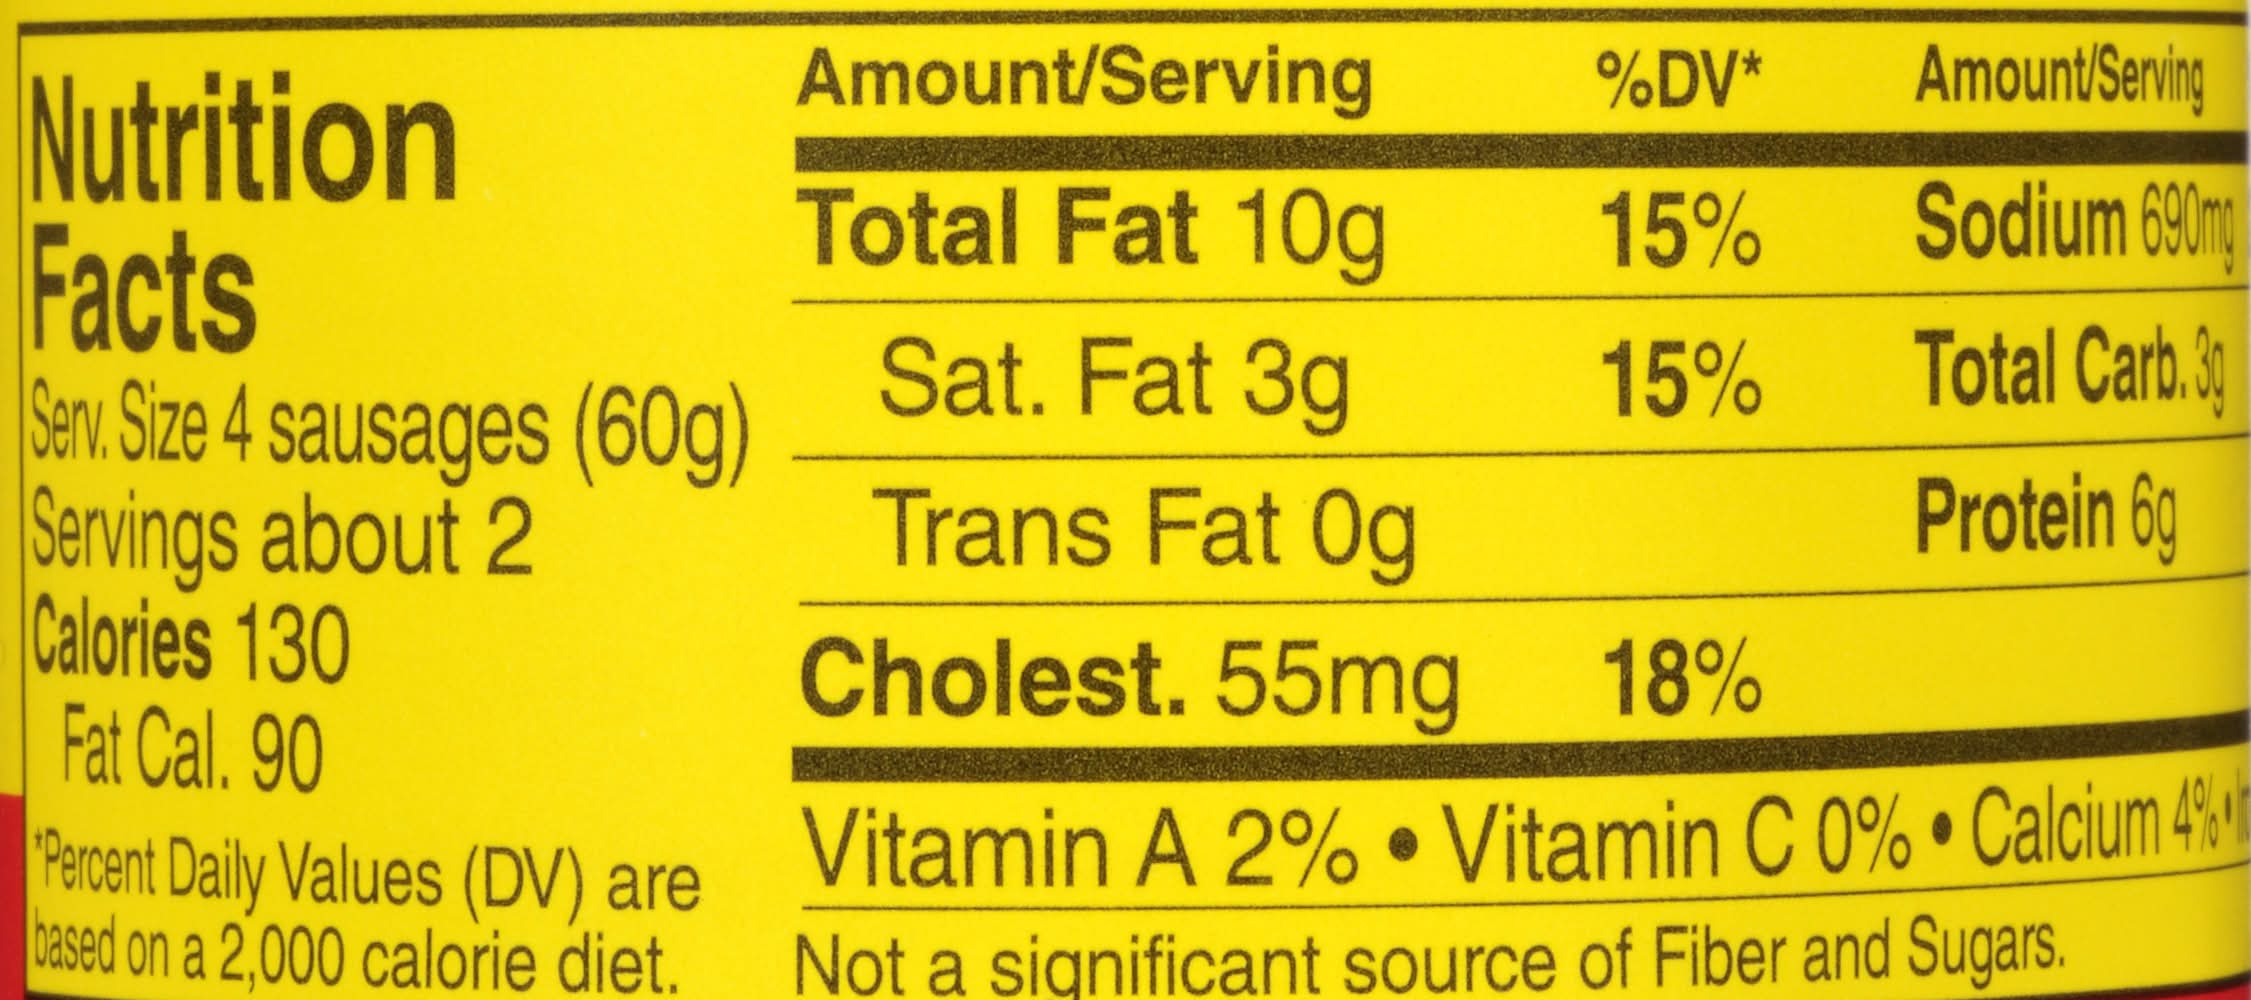 Nutrition
Facts
Serv. Size 4 sausages (60g)
Servings about 2
Calories 130
Fat Cal. 90
*Percent Daily Values (DV) are
based on a 2,000 calorie diet.
Amount/Serving %DV* Amount/Serving
Total Fat 10g 15% Sodium 690mg
Sat. Fat 3g 15% Total Carb. 3g
Trans Fat 0g Protein 6g
Cholest. 55mg 18%
Vitamin A 2% • Vitamin C 0% • Calcium 4% •
Not a significant source of Fiber and Sugars.